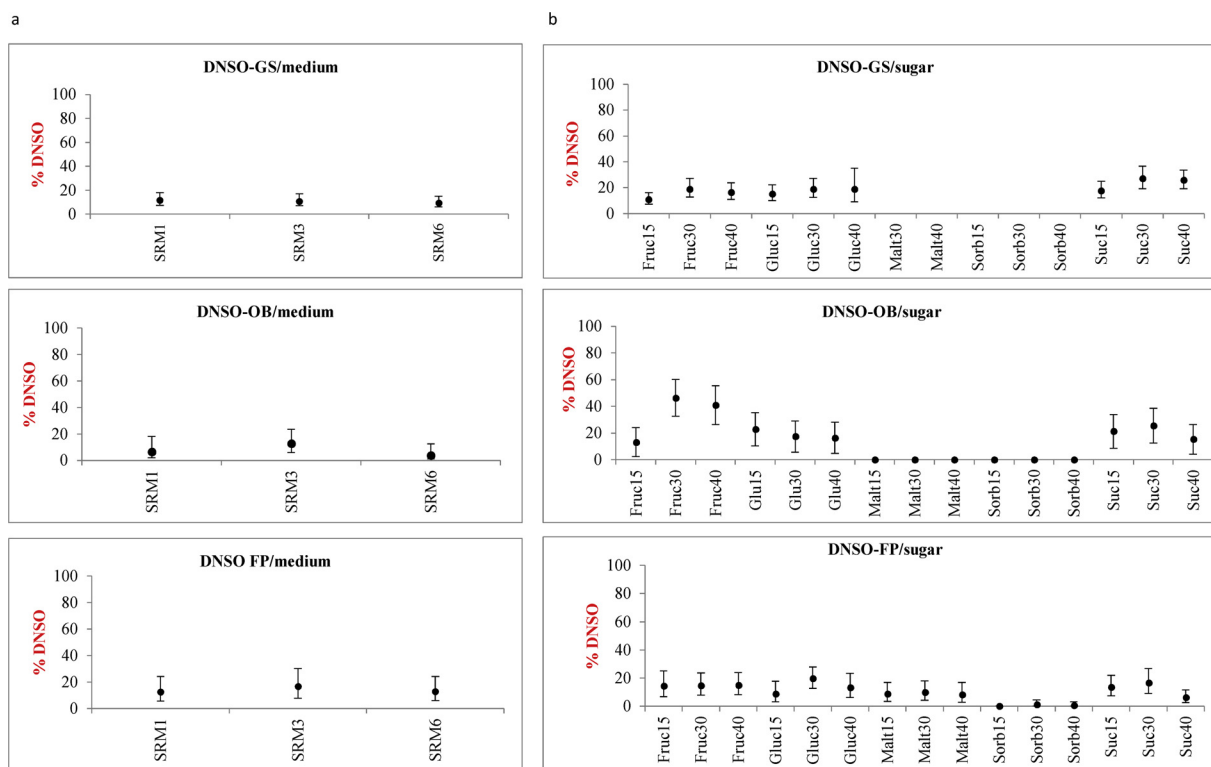 a
DNSO-GS/medium
% DNSO
100
80
60
40
20
0
SRM1
SRM3
SRM6
DNSO-OB/medium
% DNSO
100
80
60
40
20
0
SRM1
SRM3
SRM6
DNSO FP/medium
% DNSO
100
80
60
40
20
0
SRM1
SRM3
SRM6
b
DNSO-GS/sugar
% DNSO
100
80
60
40
20
0
Fruc15
Fruc30
Fruc40
Gluc15
Gluc30
Gluc40
Malt30
Malt40
Sorb15
Sorb30
Sorb40
Suc15
Suc30
Suc40
DNSO-OB/sugar
% DNSO
100
80
60
40
20
0
Fruc15
Fruc30
Fruc40
Glu15
Glu30
Glu40
Malt15
Malt30
Malt40
Sorb15
Sorb30
Sorb40
Suc15
Suc30
Suc40
DNSO-FP/sugar
% DNSO
100
80
60
40
20
0
Fruc15
Fruc30
Fruc40
Gluc15
Gluc30
Gluc40
Malt15
Malt30
Malt40
Sorb15
Sorb30
Sorb40
Suc15
Suc30
Suc40